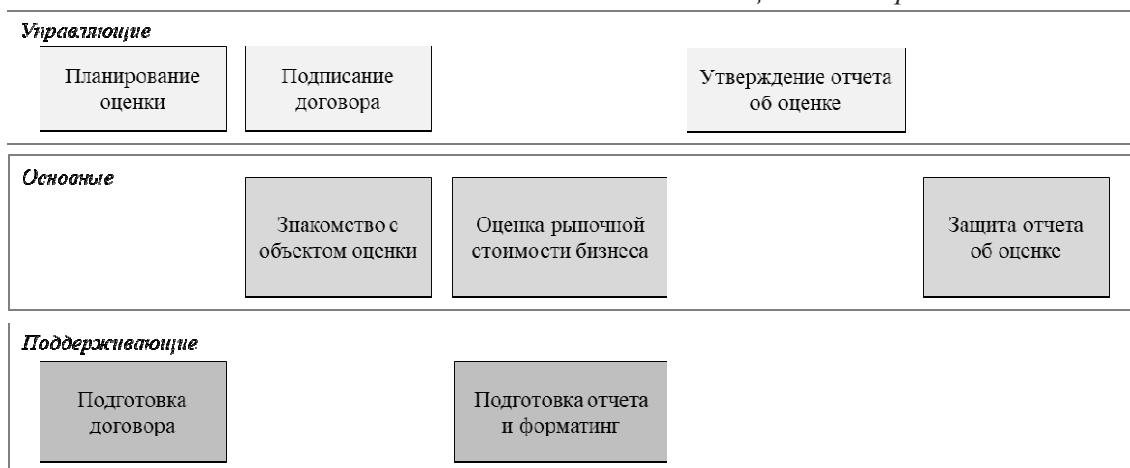 Управляющие
Планирование
оценки
Подписание
договора
Утверждение отчета
об оценке
Основные
Знакомство с
объектом оценки
Оценка рыночной
стоимости бизнеса
Защита отчета
об оценке
Поддерживающие
Подготовка
договора
Подготовка отчета
и форматинг